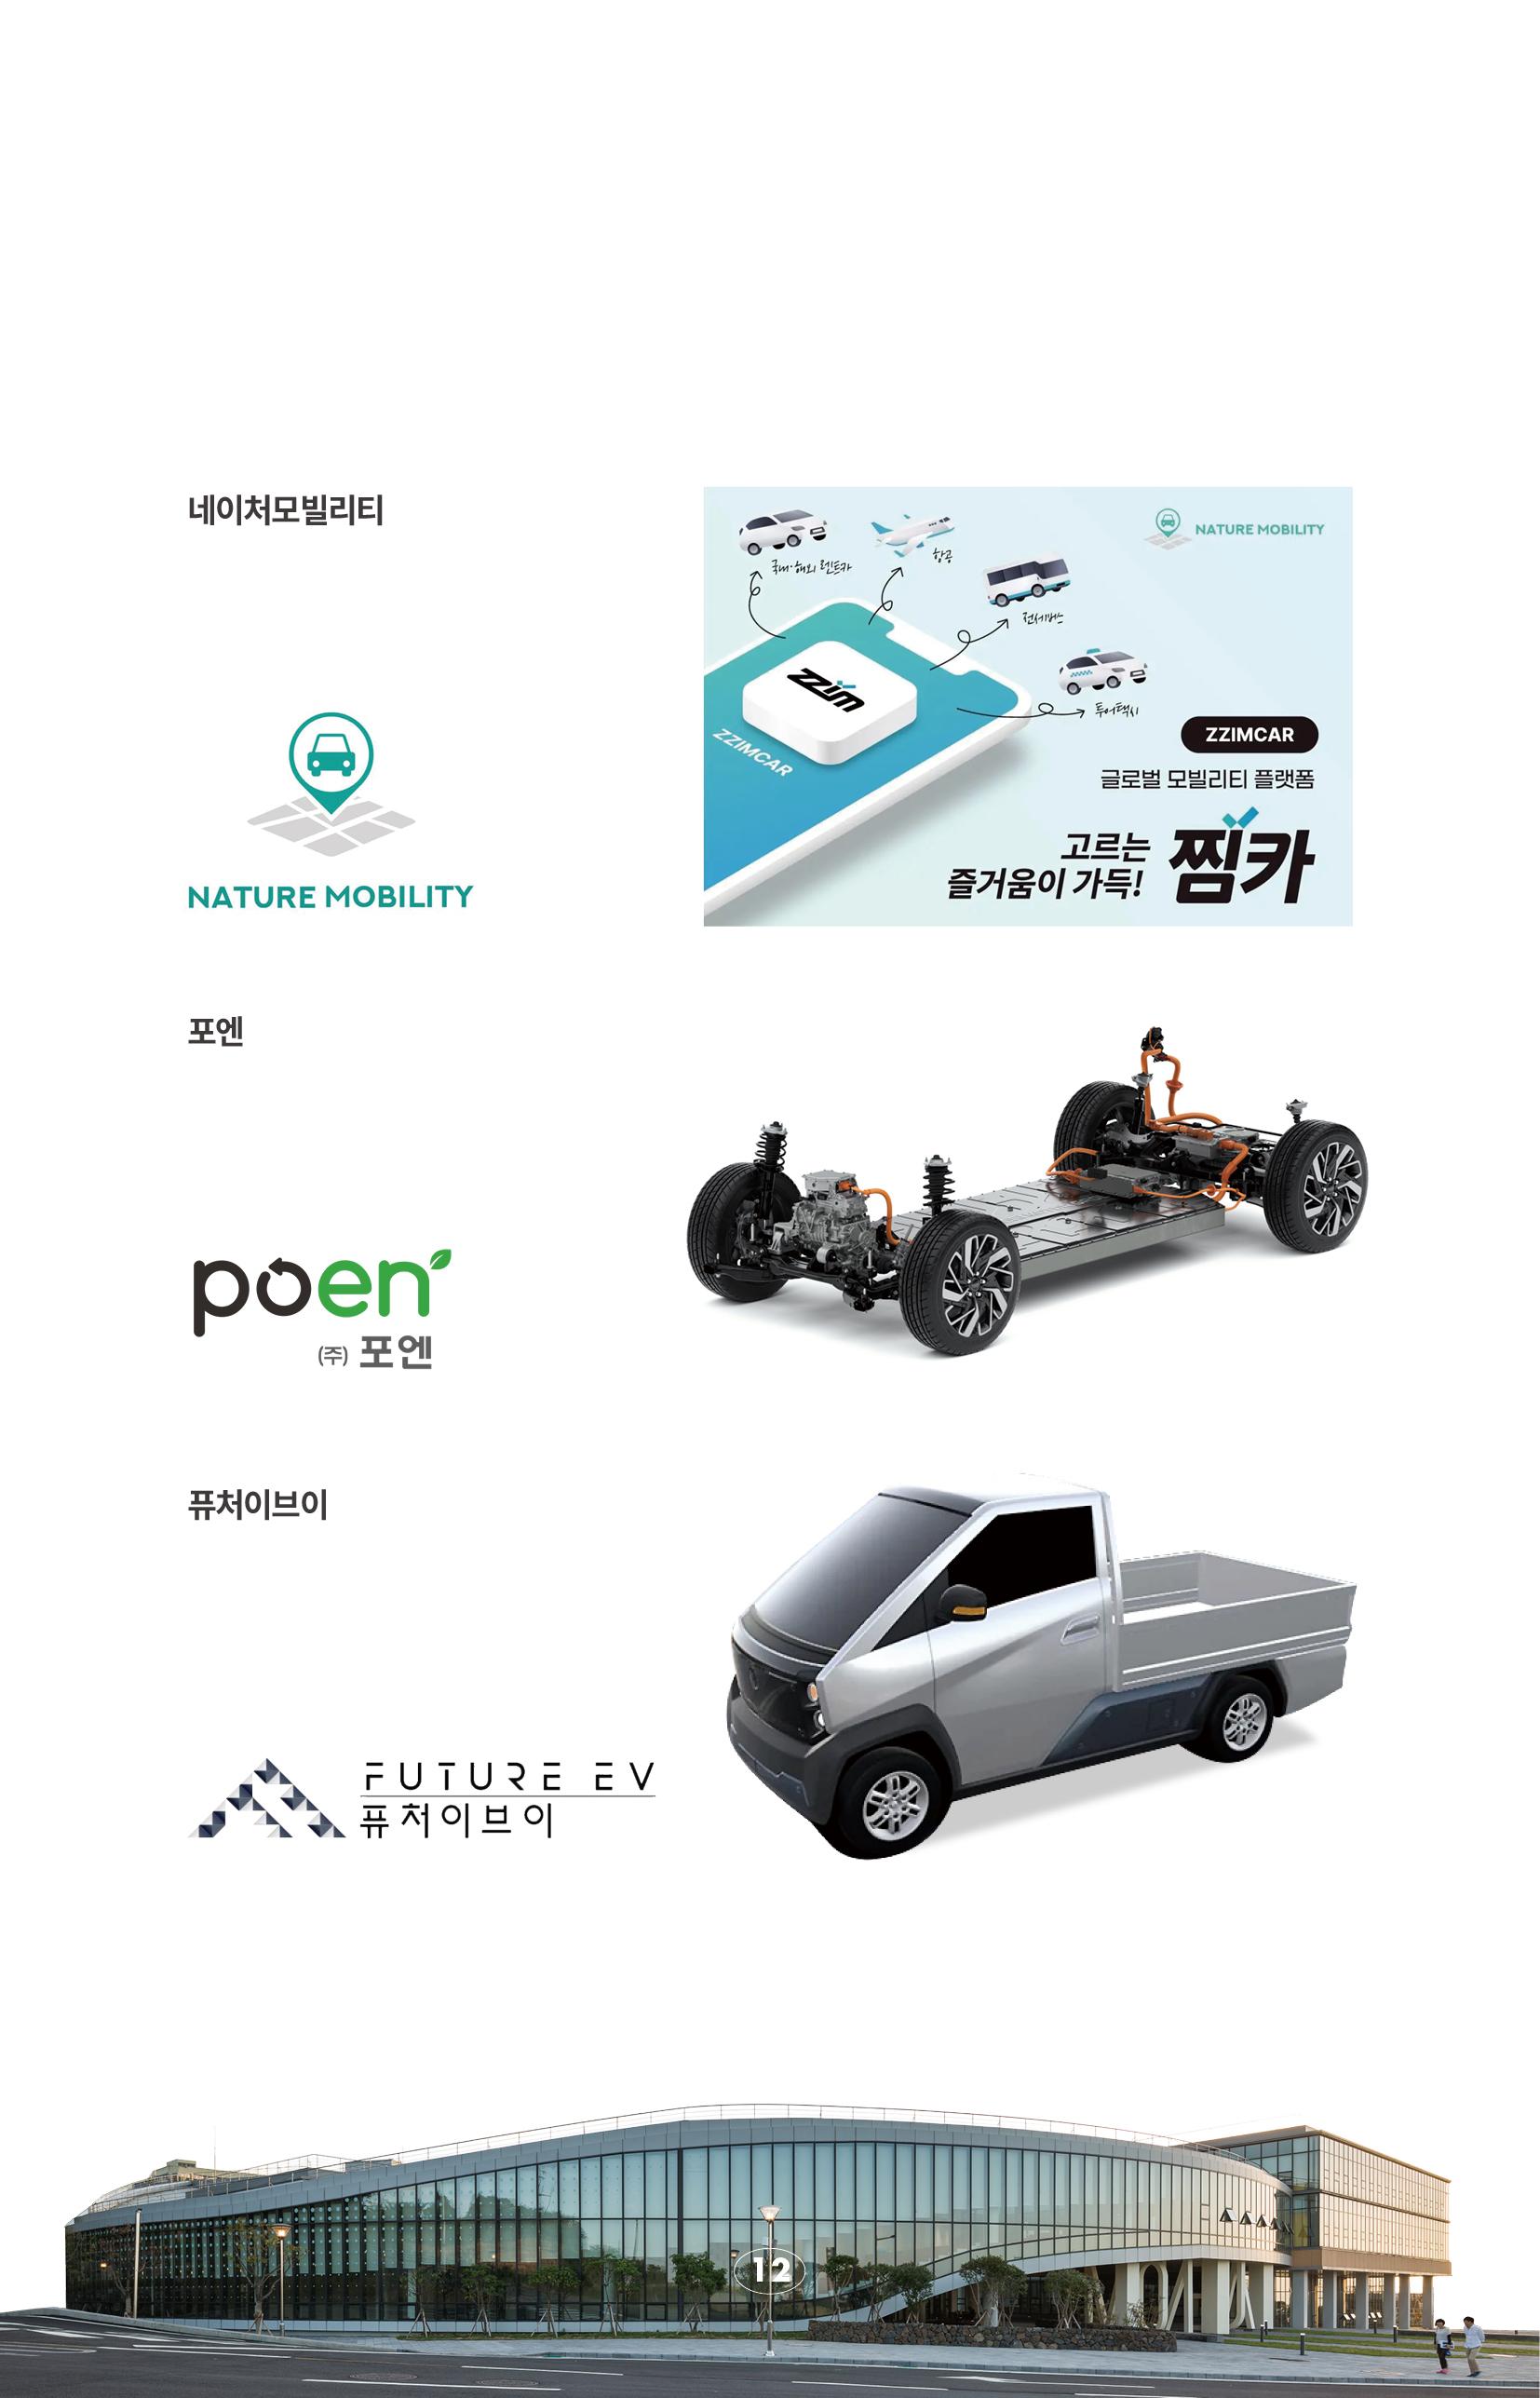 네이처모빌리티
NATURE MOBILITY
국내·해외 렌트카
항공
전세버스
투어택시
ZZIM
ZZIMCAR
NATURE MOBILITY
ZZIMCAR
글로벌 모빌리티 플랫폼
고르는
즐거움이 가득!
찜카
포엔
poen
(주) 포엔
퓨처이브이
FUTURE EV
퓨처이브이
12